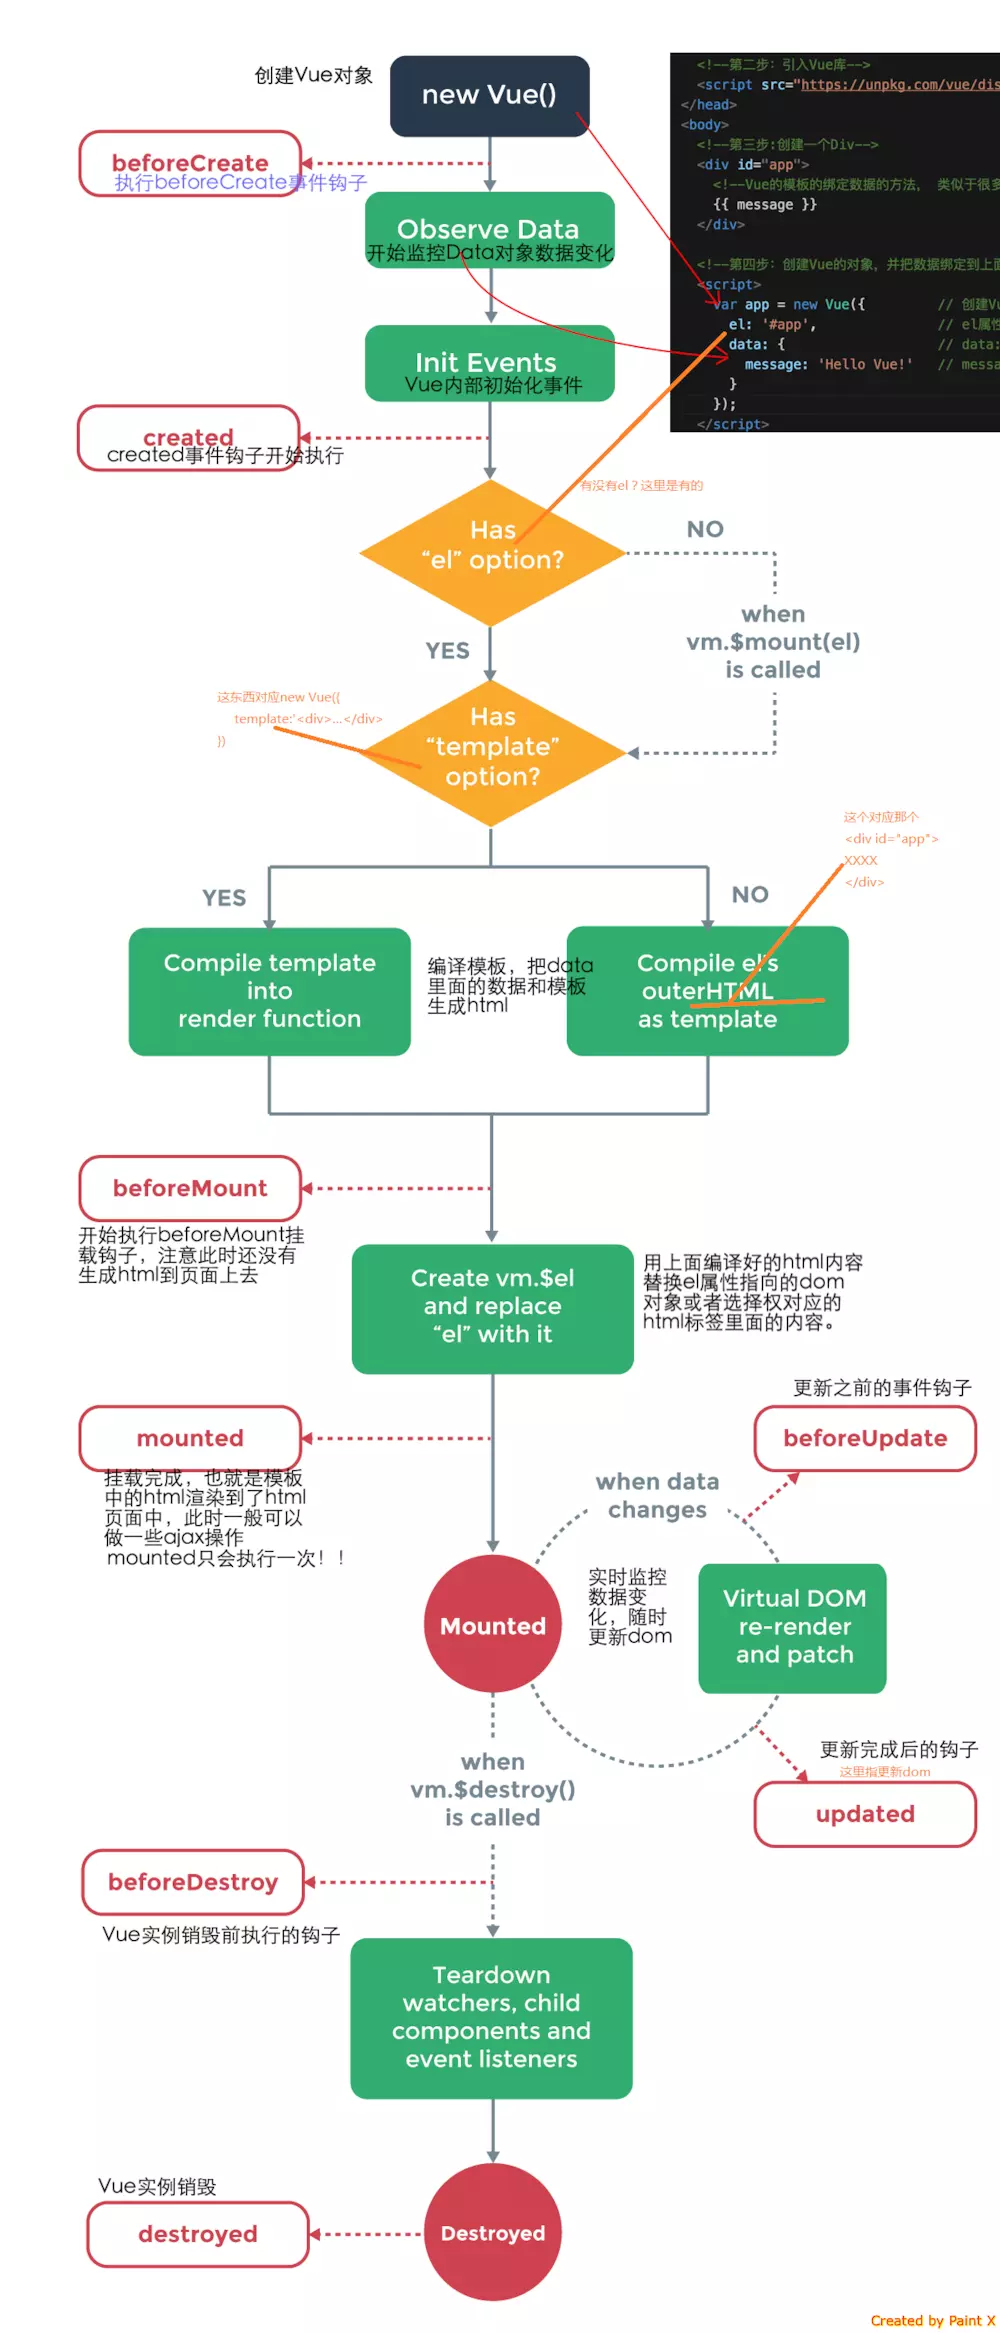 创建Vue对象
new Vue()
<!--第二步：引入Vue库-->
<script src="https://unpkg.com/vue/dis
</head>
<body>
<!--第三步:创建一个Div-->
<div id="app">
<!--Vue的模板的绑定数据的方法， 类似于很多
{{ message }}
</div>
<!--第四步：创建Vue的对象，并把数据绑定到上面
<script>
var app = new Vue({ // 创建Vu
el: '#app', // el属性
data: { // data:
message: 'Hello Vue!' // messa
}
});
</script>
beforeCreate
执行beforeCreate事件钩子
Observe Data
开始监控Data对象数据变化
Init Events
Vue内部初始化事件
created
created事件钩子开始执行
有没有el？这里是有的
Has
“el” option?
NO
when
vm.$mount(el)
is called
YES
这东西对应new Vue({
template:'<div>...</div>
})
Has
“template”
option?
这个对应那个
<div id="app">
XXXX
</div>
YES
NO
Compile template
into
render function
编译模板，把data
里面的数据和模板
生成html
Compile el's
outerHTML
as template
beforeMount
开始执行beforeMount挂
载钩子，注意此时还没有
生成html到页面上去
Create vm.$el
and replace
“el” with it
用上面编译好的html内容
替换el属性指向的dom
对象或者选择权对应的
html标签里面的内容。
mounted
挂载完成，也就是模板
中的html渲染到了html
页面中，此时一般可以
做一些ajax操作
mounted只会执行一次！！
更新之前的事件钩子
beforeUpdate
when data
changes
实时监控
数据变
化，随时
更新dom
Mounted
Virtual DOM
re-render
and patch
更新完成后的钩子
这里指更新dom
updated
when
vm.$destroy()
is called
beforeDestroy
Vue实例销毁前执行的钩子
Teardown
watchers, child
components and
event listeners
Vue实例销毁
destroyed
Destroyed
Created by Paint X